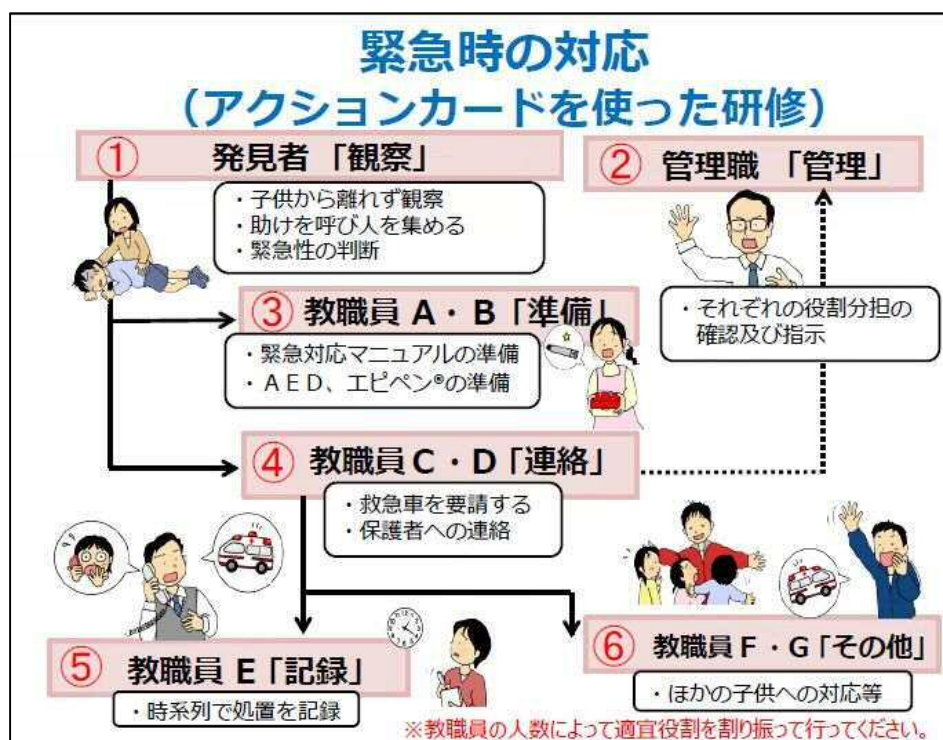 緊急時の対応
（アクションカードを使った研修）
① 発見者 「観察」
・子供から離れず観察
・助けを呼び人を集める
・緊急性の判断
② 管理職 「管理」
・それぞれの役割分担の
確認及び指示
③ 教職員 A・B 「準備」
・緊急対応マニュアルの準備
・ＡＥＤ、エピペン®の準備
④ 教職員 C・D 「連絡」
・救急車を要請する
・保護者への連絡
⑤ 教職員 E 「記録」
・時系列で処置を記録
⑥ 教職員 F・G 「その他」
・ほかの子供への対応等
※教職員の人数によって適宜役割を割り振って行ってください。